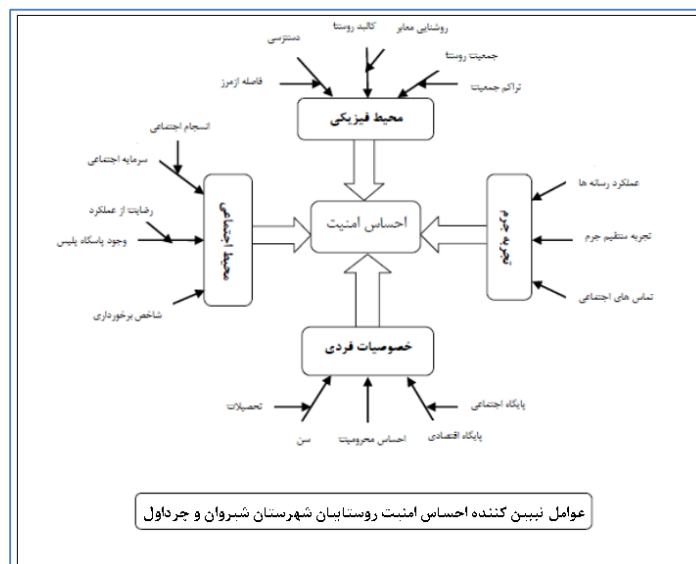 روشنایی معابر
کالبد روستا
دسترسی
جمعیت روستا
فاصله ازمرز
تراکم جمعیت
محیط فیزیکی
انسجام اجتماعی
سرمایه اجتماعی
رضایت از عملکرد
وجود پاسگاه پلیس
شاخص برخورداری
محیط اجتماعی
احساس امنیت
تجربه جرم
عملکرد رسانه ها
تجربه مستقیم جرم
تماس های اجتماعی
خصوصیات فردی
تحصیلات
سن
احساس محرومیت
پایگاه اجتماعی
پایگاه اقتصادی
عوامل تبیین کننده احساس امنیت روستاییان شهرستان شیروان و چرداول